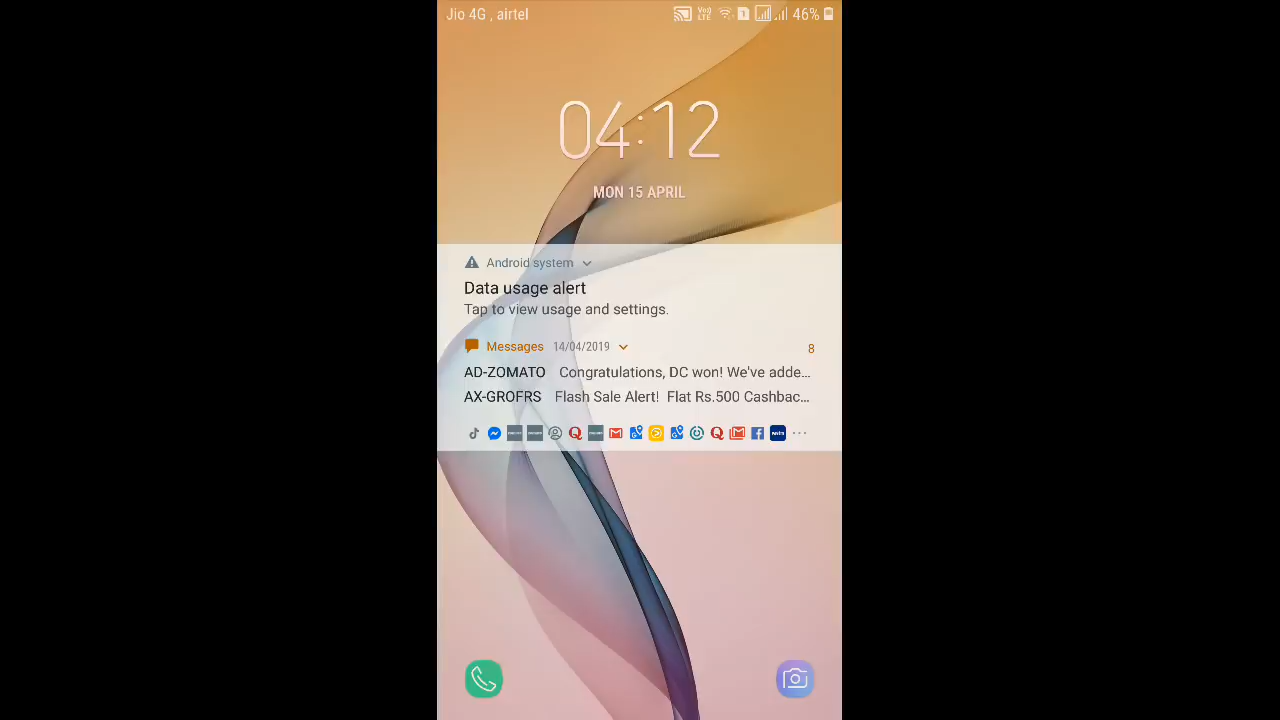 Jio 4G , airtel
46%
04:12
MON 15 APRIL
Android system
Data usage alert
Tap to view usage and settings.
Messages 14/04/2019 8
AD-ZOMATO Congratulations, DC won! We've adde...
AX-GROFRS Flash Sale Alert! Flat Rs.500 Cashbac...